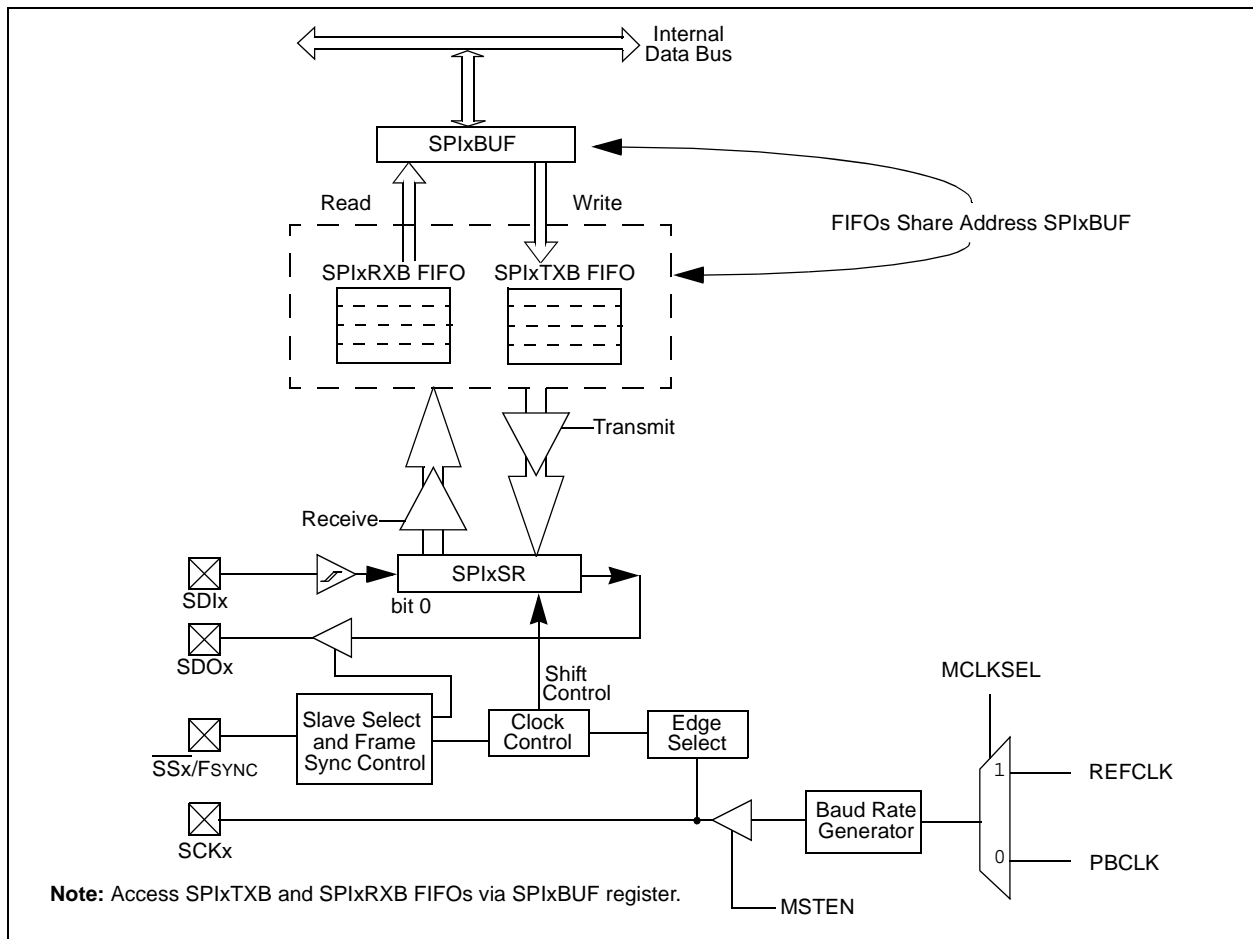 Internal
Data Bus
SPIxBUF
Read
Write
FIFOs Share Address SPIxBUF
SPIxRXB FIFO
SPIxTXB FIFO
Transmit
Receive
SPIxSR
SDIx
bit 0
SDOx
Shift
Control
MCLKSEL
Slave Select
and Frame
Sync Control
Clock
Control
Edge
Select
SSx/FSYNC
1
REFCLK
Baud Rate
Generator
SCKx
0
PBCLK
Note: Access SPIxTXB and SPIxRXB FIFOs via SPIxBUF register.
MSTEN